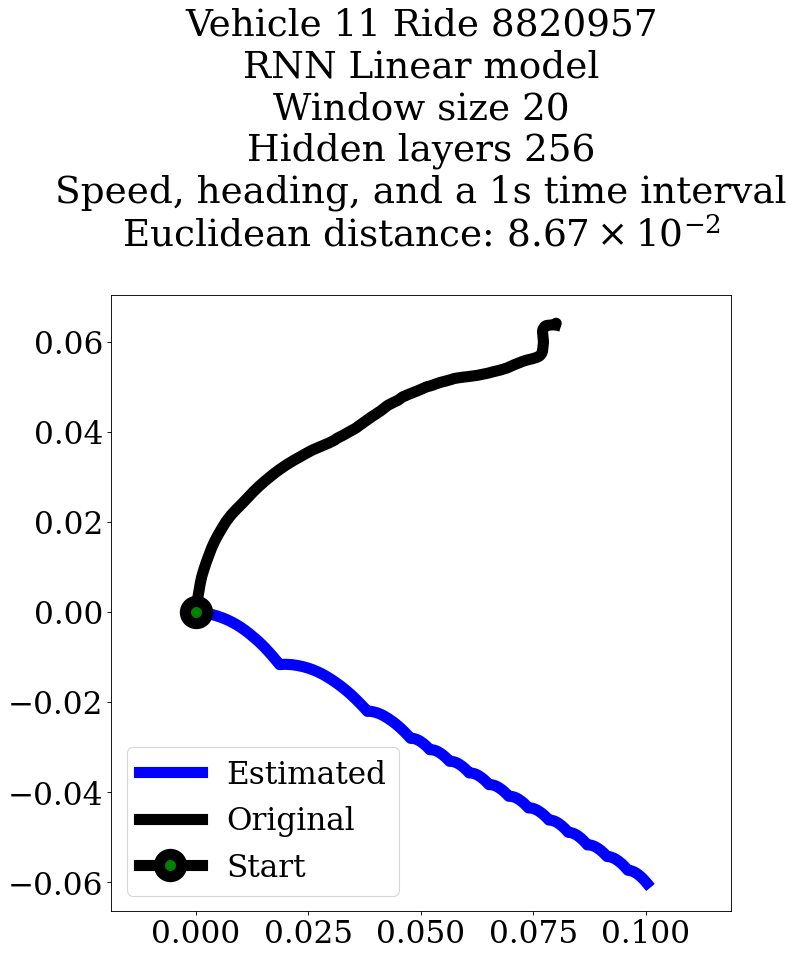 Vehicle 11 Ride 8820957
RNN Linear model
Window size 20
Hidden layers 256
Speed, heading, and a 1s time interval
Euclidean distance: 8.67 × 10⁻²
0.06
0.04
0.02
0.00
−0.02
−0.04
−0.06
Estimated
Original
Start
0.000 0.025 0.050 0.075 0.100